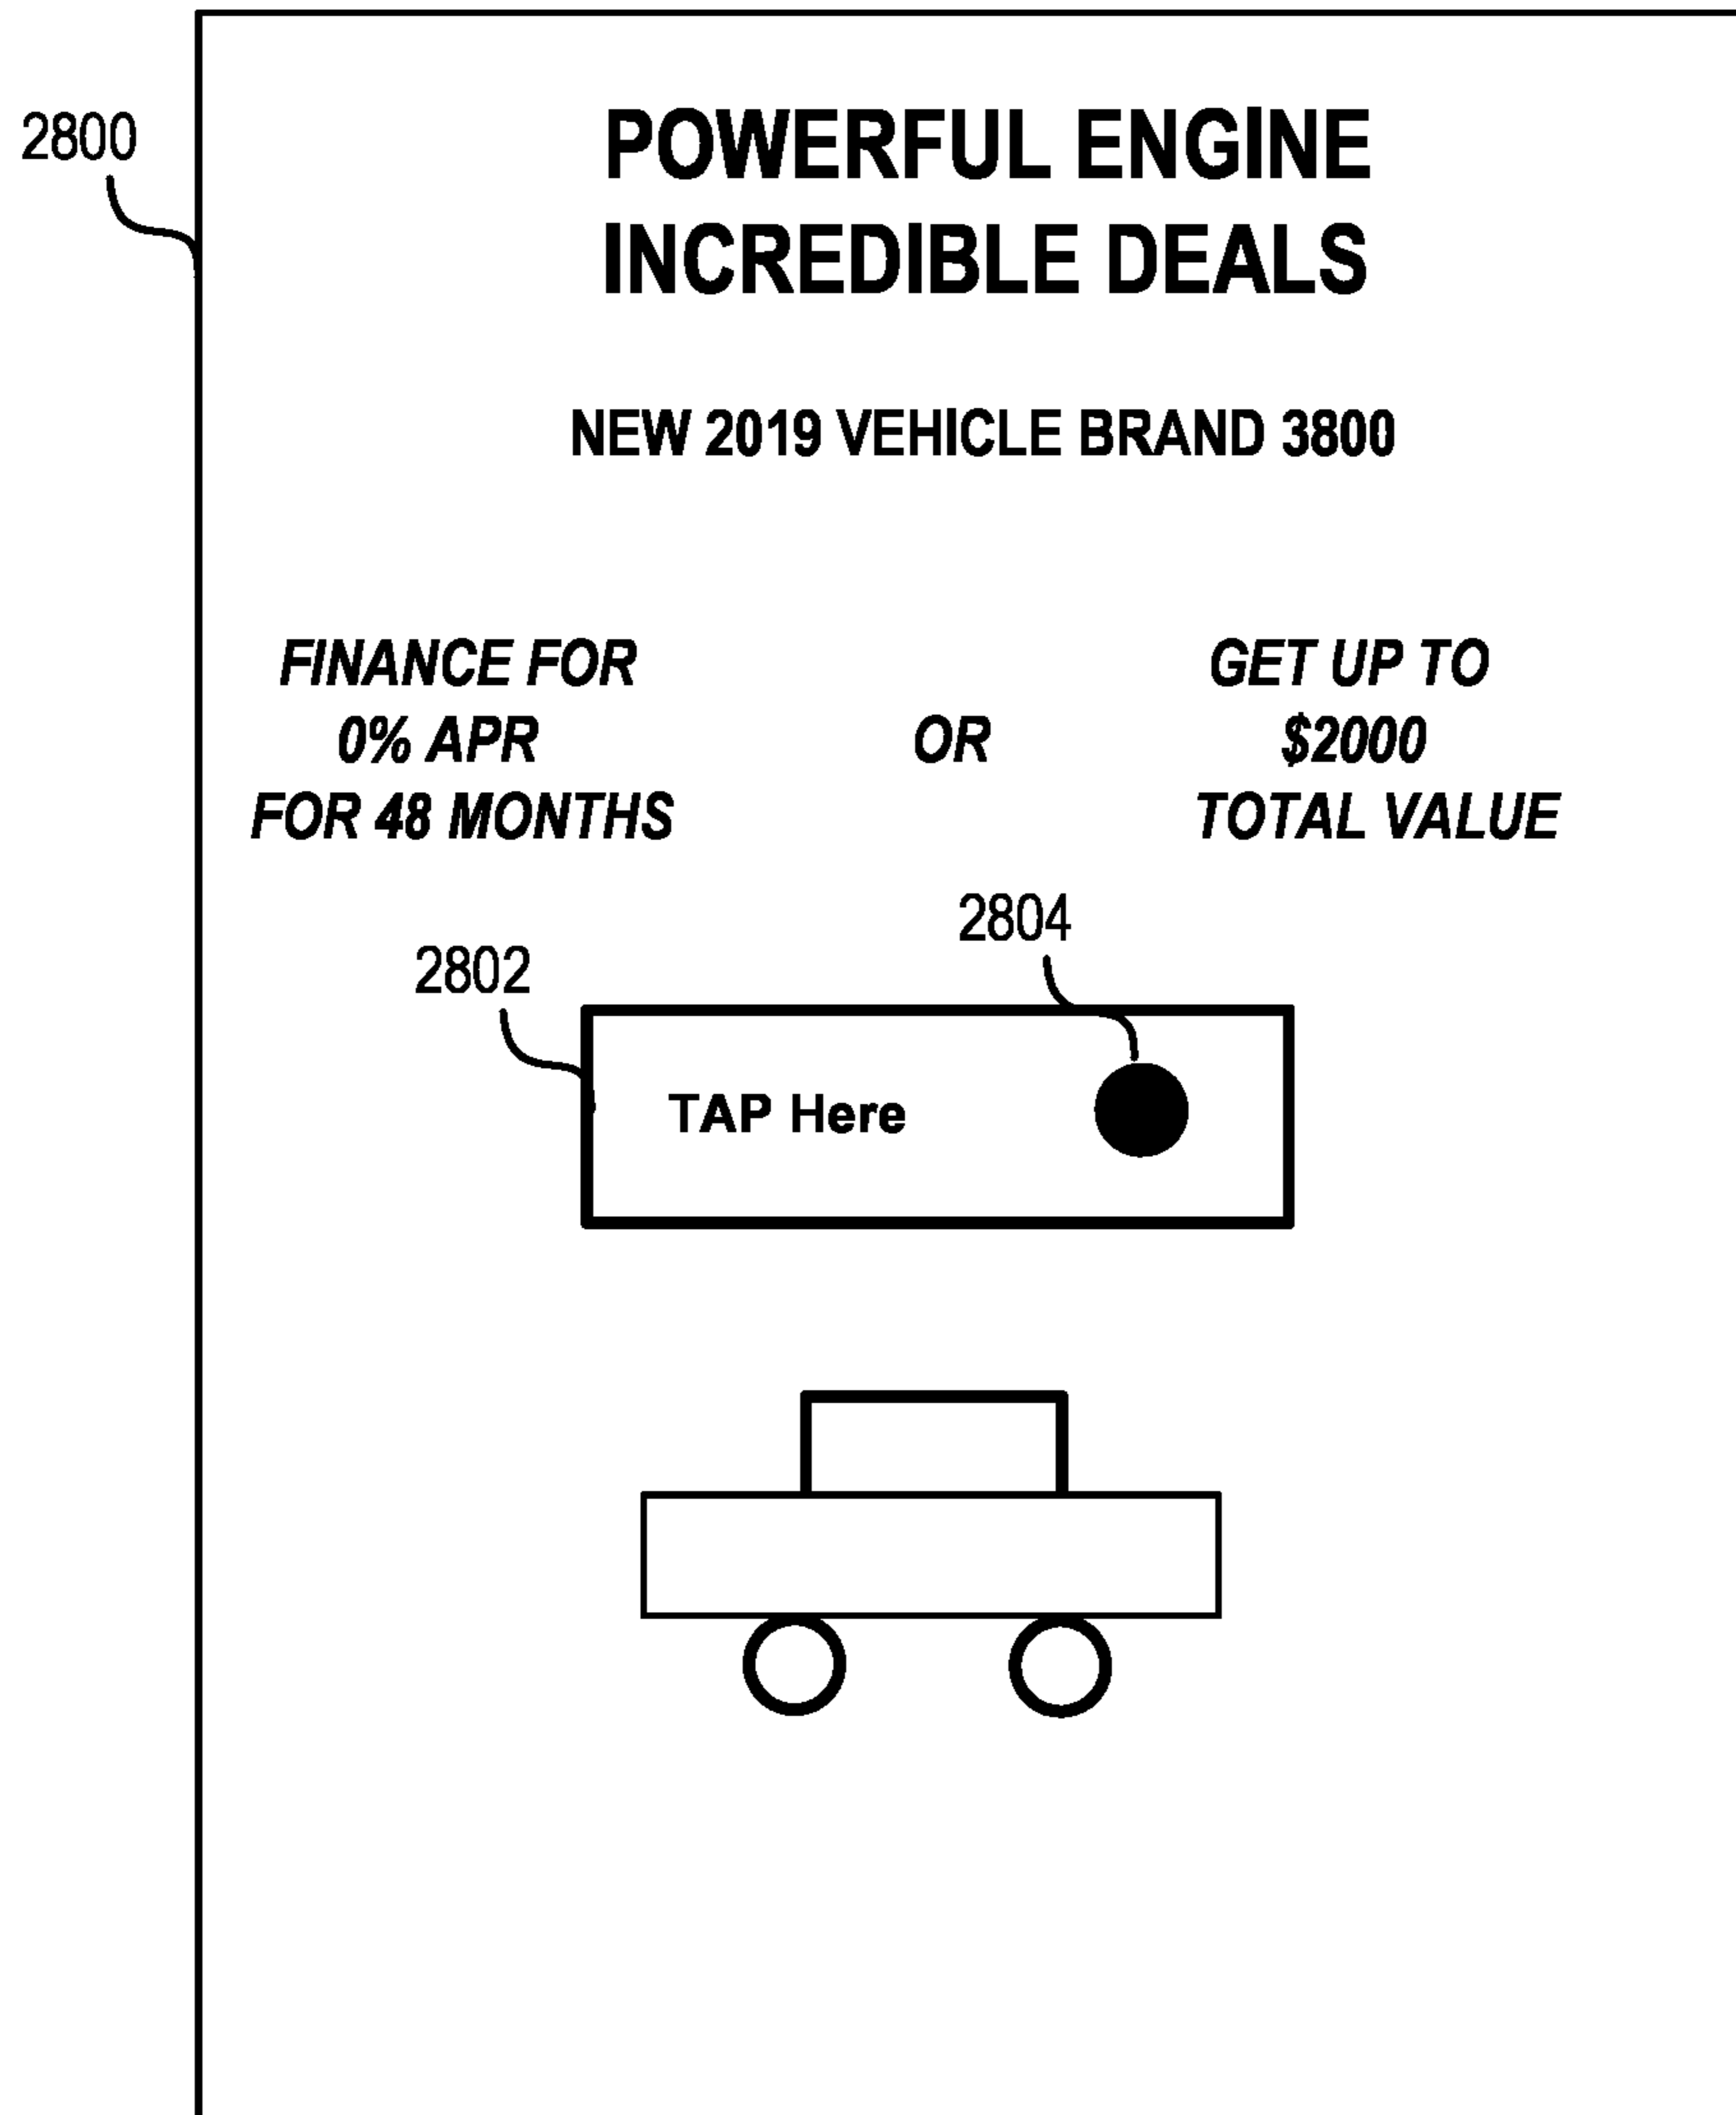 2800
POWERFUL ENGINE
INCREDIBLE DEALS
NEW 2019 VEHICLE BRAND 3800
FINANCE FOR
0% APR
FOR 48 MONTHS
OR
GET UP TO
$2000
TOTAL VALUE
2802
2804
TAP Here